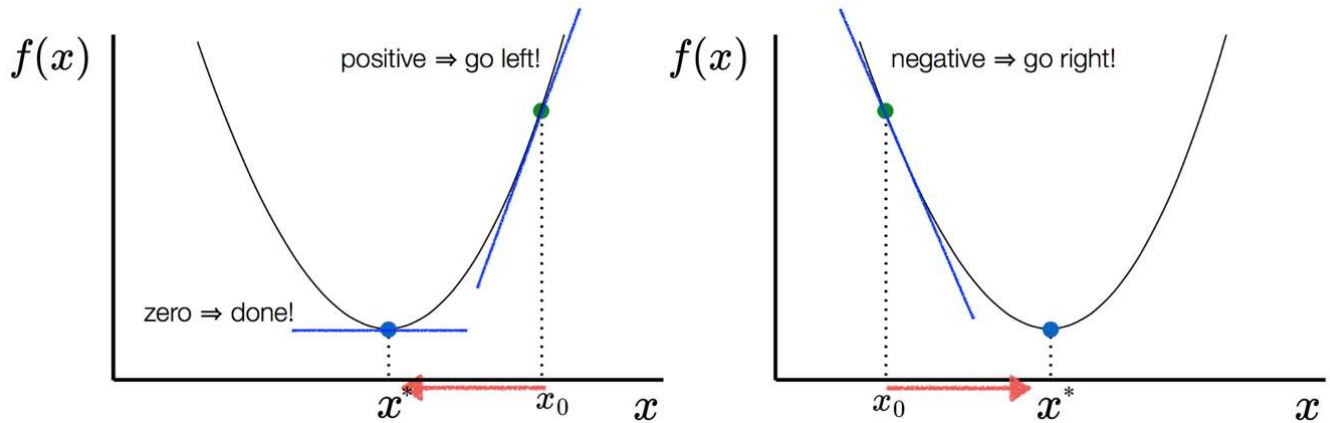 f(x)
positive ⇒ go left!
zero ⇒ done!
x*
x₀
x
f(x)
negative ⇒ go right!
x₀
x*
x